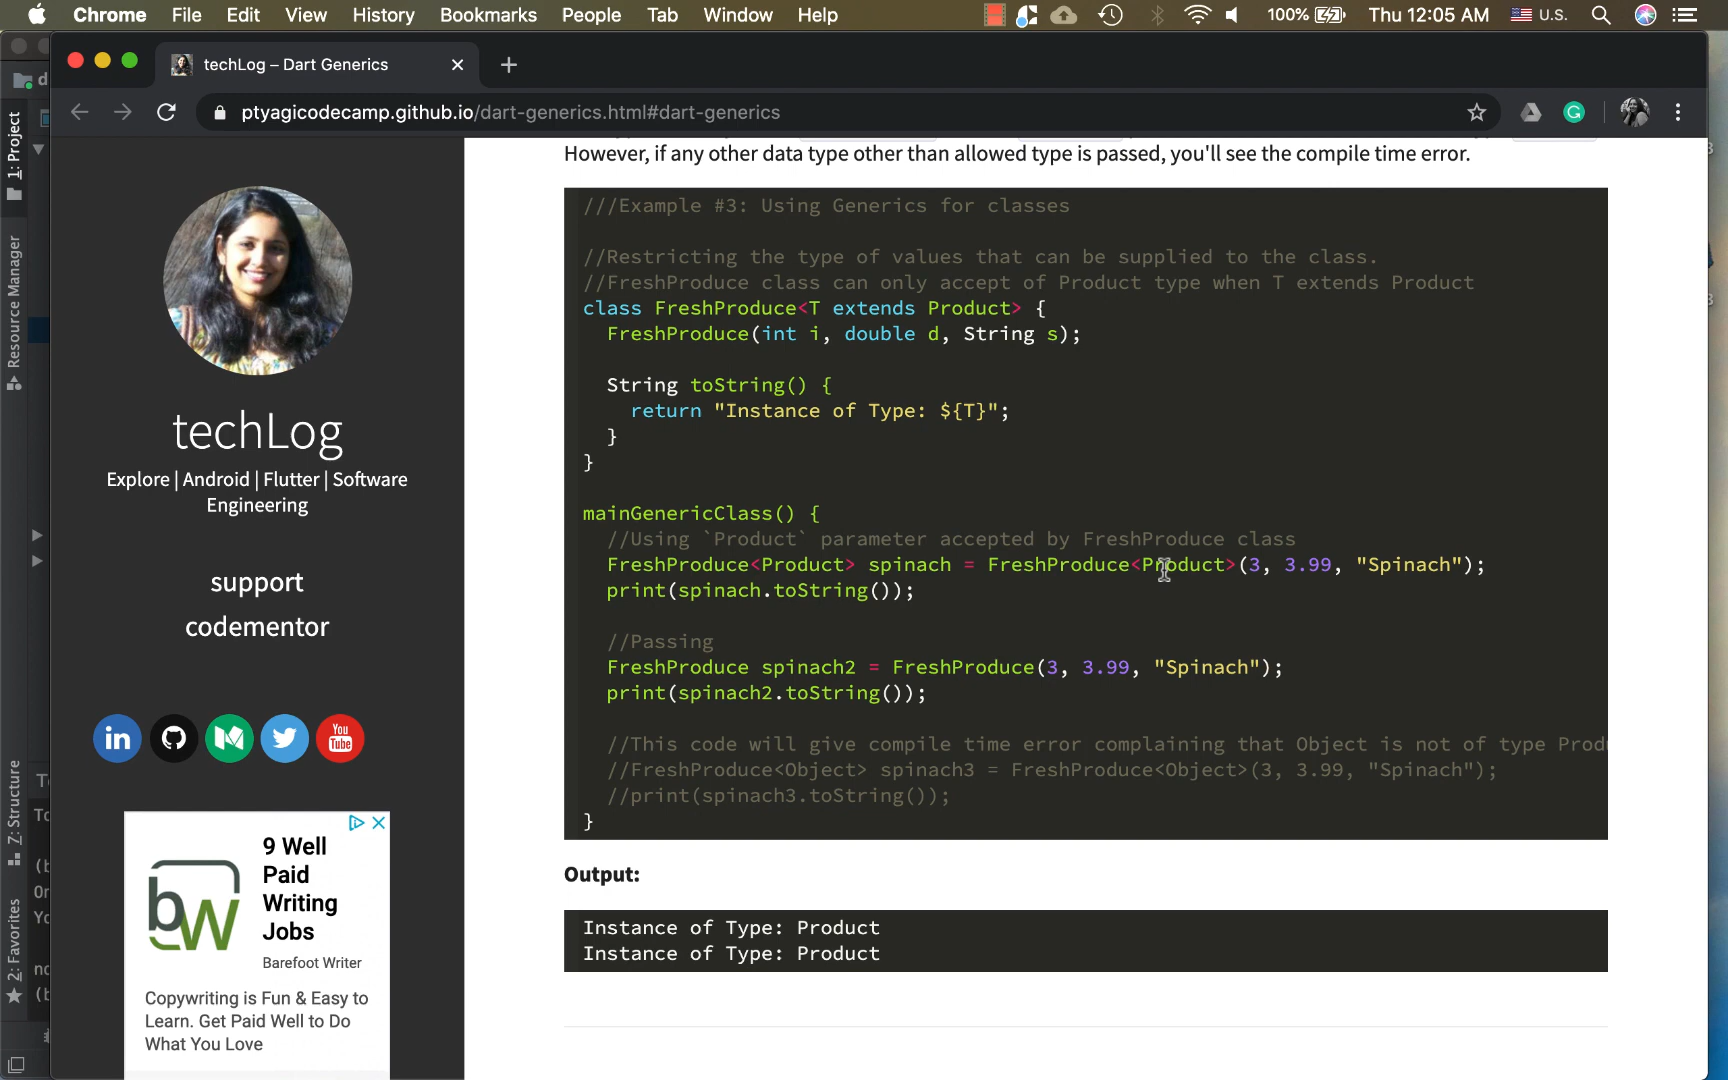 Chrome File Edit View History Bookmarks People Tab Window Help 100% Thu 12:05 AM U.S.
techLog – Dart Generics
ptyagicodecamp.github.io/dart-generics.html#dart-generics
1: Project
Resource Manager
Z: Structure
2: Favorites
techLog
Explore | Android | Flutter | Software
Engineering
support
codementor
in
You
Tube
9 Well
Paid
Writing
Jobs
bw
Barefoot Writer
Copywriting is Fun & Easy to
Learn. Get Paid Well to Do
What You Love
However, if any other data type other than allowed type is passed, you'll see the compile time error.
///Example #3: Using Generics for classes
//Restricting the type of values that can be supplied to the class.
//FreshProduce class can only accept of Product type when T extends Product
class FreshProduce<T extends Product> {
FreshProduce(int i, double d, String s);
String toString() {
return "Instance of Type: ${T}";
}
}
mainGenericClass() {
//Using `Product` parameter accepted by FreshProduce class
FreshProduce<Product> spinach = FreshProduce<Product>(3, 3.99, "Spinach");
print(spinach.toString());
//Passing
FreshProduce spinach2 = FreshProduce(3, 3.99, "Spinach");
print(spinach2.toString());
//This code will give compile time error complaining that Object is not of type Produ
//FreshProduce<Object> spinach3 = FreshProduce<Object>(3, 3.99, "Spinach");
//print(spinach3.toString());
}
Output:
Instance of Type: Product
Instance of Type: Product